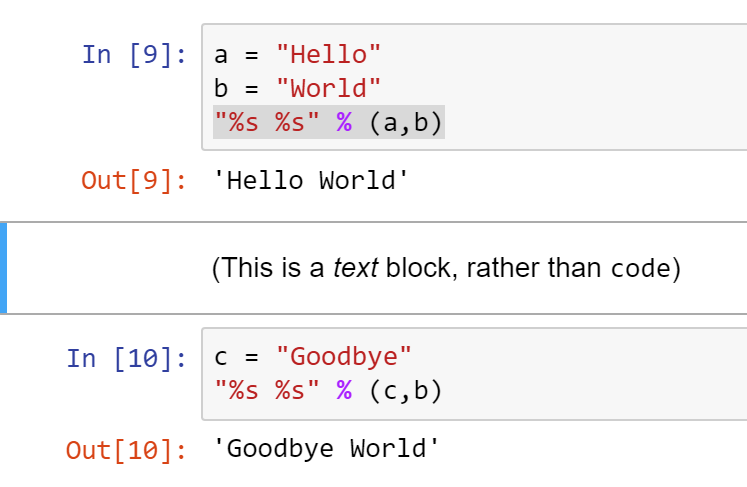 In [9]: a = "Hello"
b = "World"
"%s %s" % (a,b)
Out[9]: 'Hello World'
(This is a text block, rather than code)
In [10]: c = "Goodbye"
"%s %s" % (c,b)
Out[10]: 'Goodbye World'